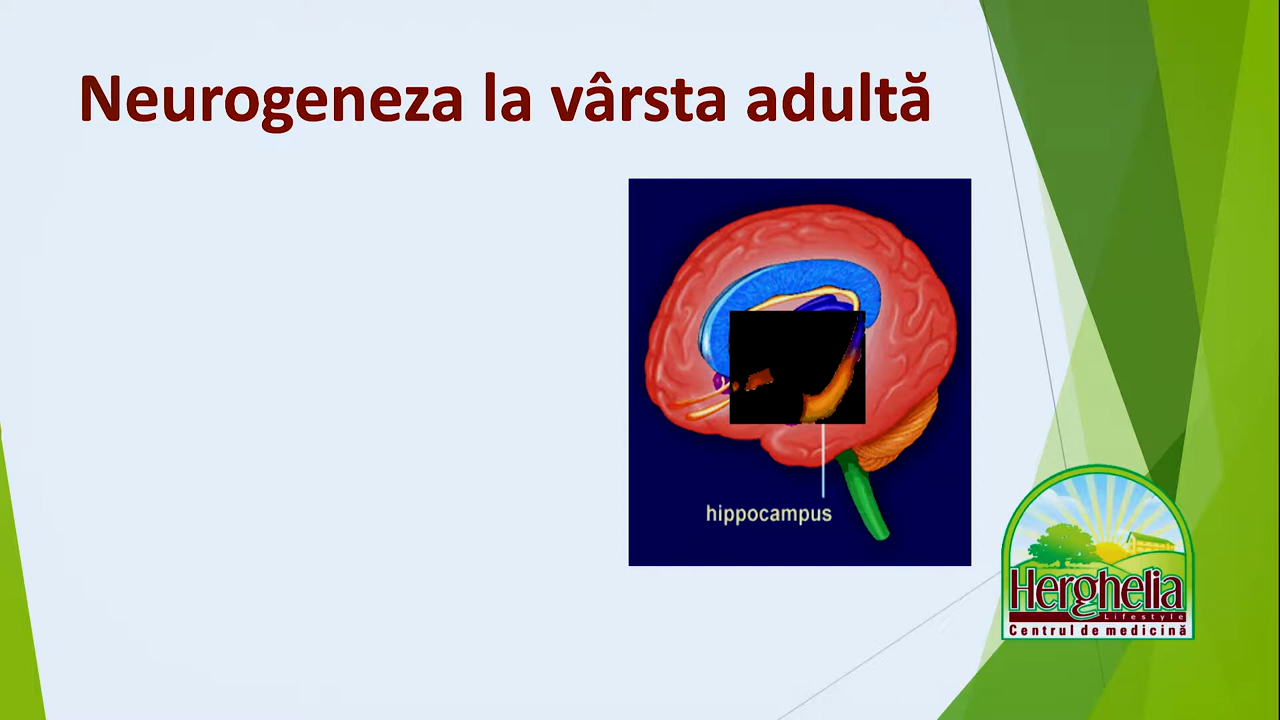 Neurogeneza la vârsta adultă
hippocampus
Herghelia
Lifestyle
Centrul de medicină